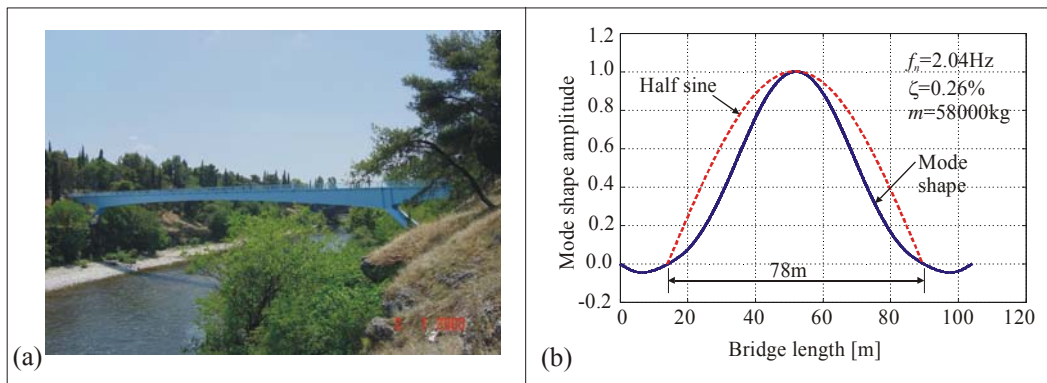 (a)
(b)
1.2
1.0
0.8
0.6
0.4
0.2
0.0
-0.2
Mode shape amplitude
Half sine
fn=2.04Hz
ζ=0.26%
m=58000kg
Mode
shape
78m
0 20 40 60 80 100 120
Bridge length [m]